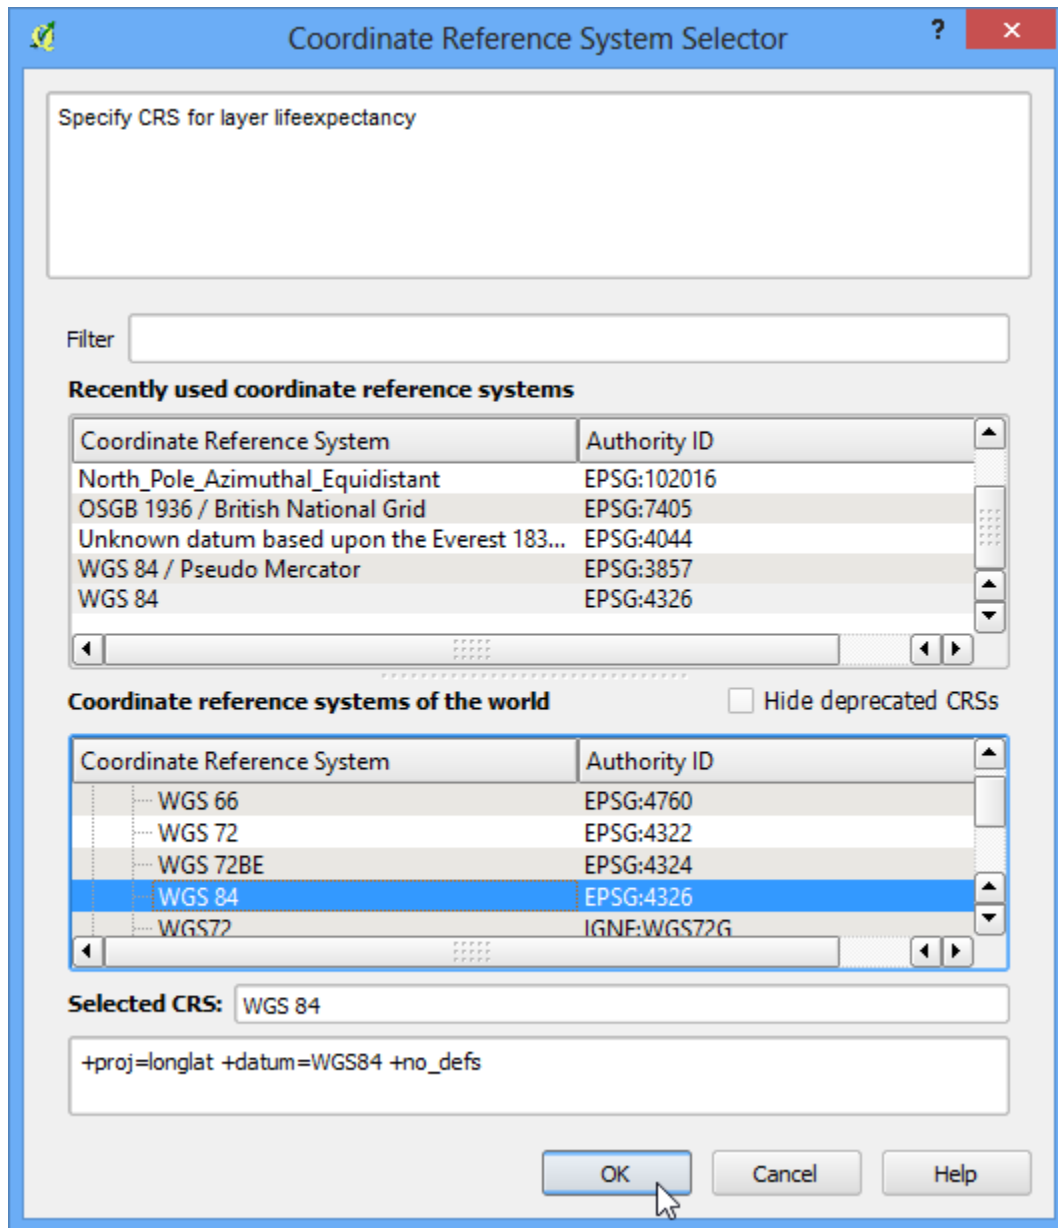 Coordinate Reference System Selector ?
Specify CRS for layer lifeexpectancy
Filter
Recently used coordinate reference systems
Coordinate Reference System Authority ID
North_Pole_Azimuthal_Equidistant EPSG:102016
OSGB 1936 / British National Grid EPSG:7405
Unknown datum based upon the Everest 183... EPSG:4044
WGS 84 / Pseudo Mercator EPSG:3857
WGS 84 EPSG:4326
Coordinate reference systems of the world Hide deprecated CRSs
Coordinate Reference System Authority ID
WGS 66 EPSG:4760
WGS 72 EPSG:4322
WGS 72BE EPSG:4324
WGS 84 EPSG:4326
WGS72 IGNF:WGS72G
Selected CRS: WGS 84
+proj=longlat +datum=WGS84 +no_defs
OK Cancel Help